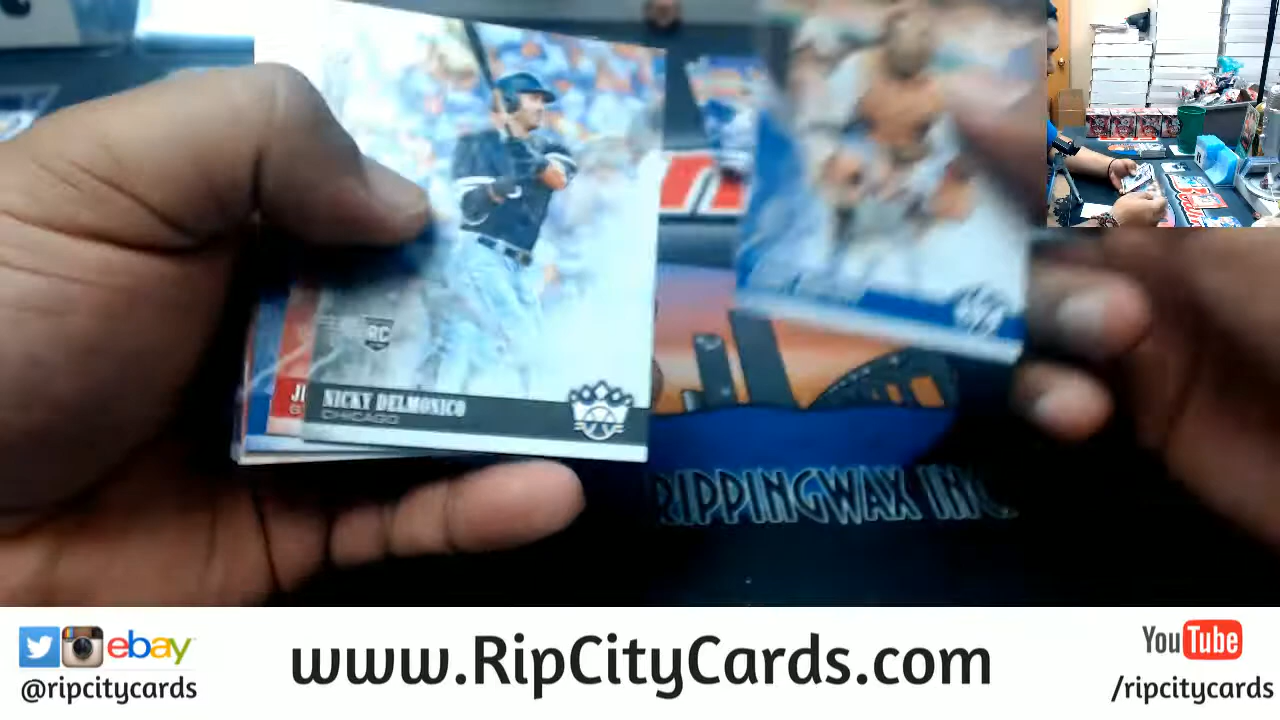 RC
NICKY DELMONICO
CHICAGO
RIPPINGWAX INC
ebay
@ripcitycards
www.RipCityCards.com
YouTube
/ripcitycards